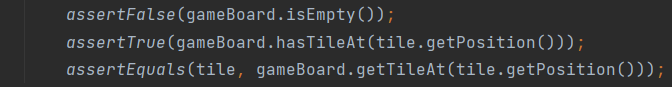 assertFalse(gameBoard.isEmpty());
assertTrue(gameBoard.hasTileAt(tile.getPosition()));
assertEquals(tile, gameBoard.getTileAt(tile.getPosition()));